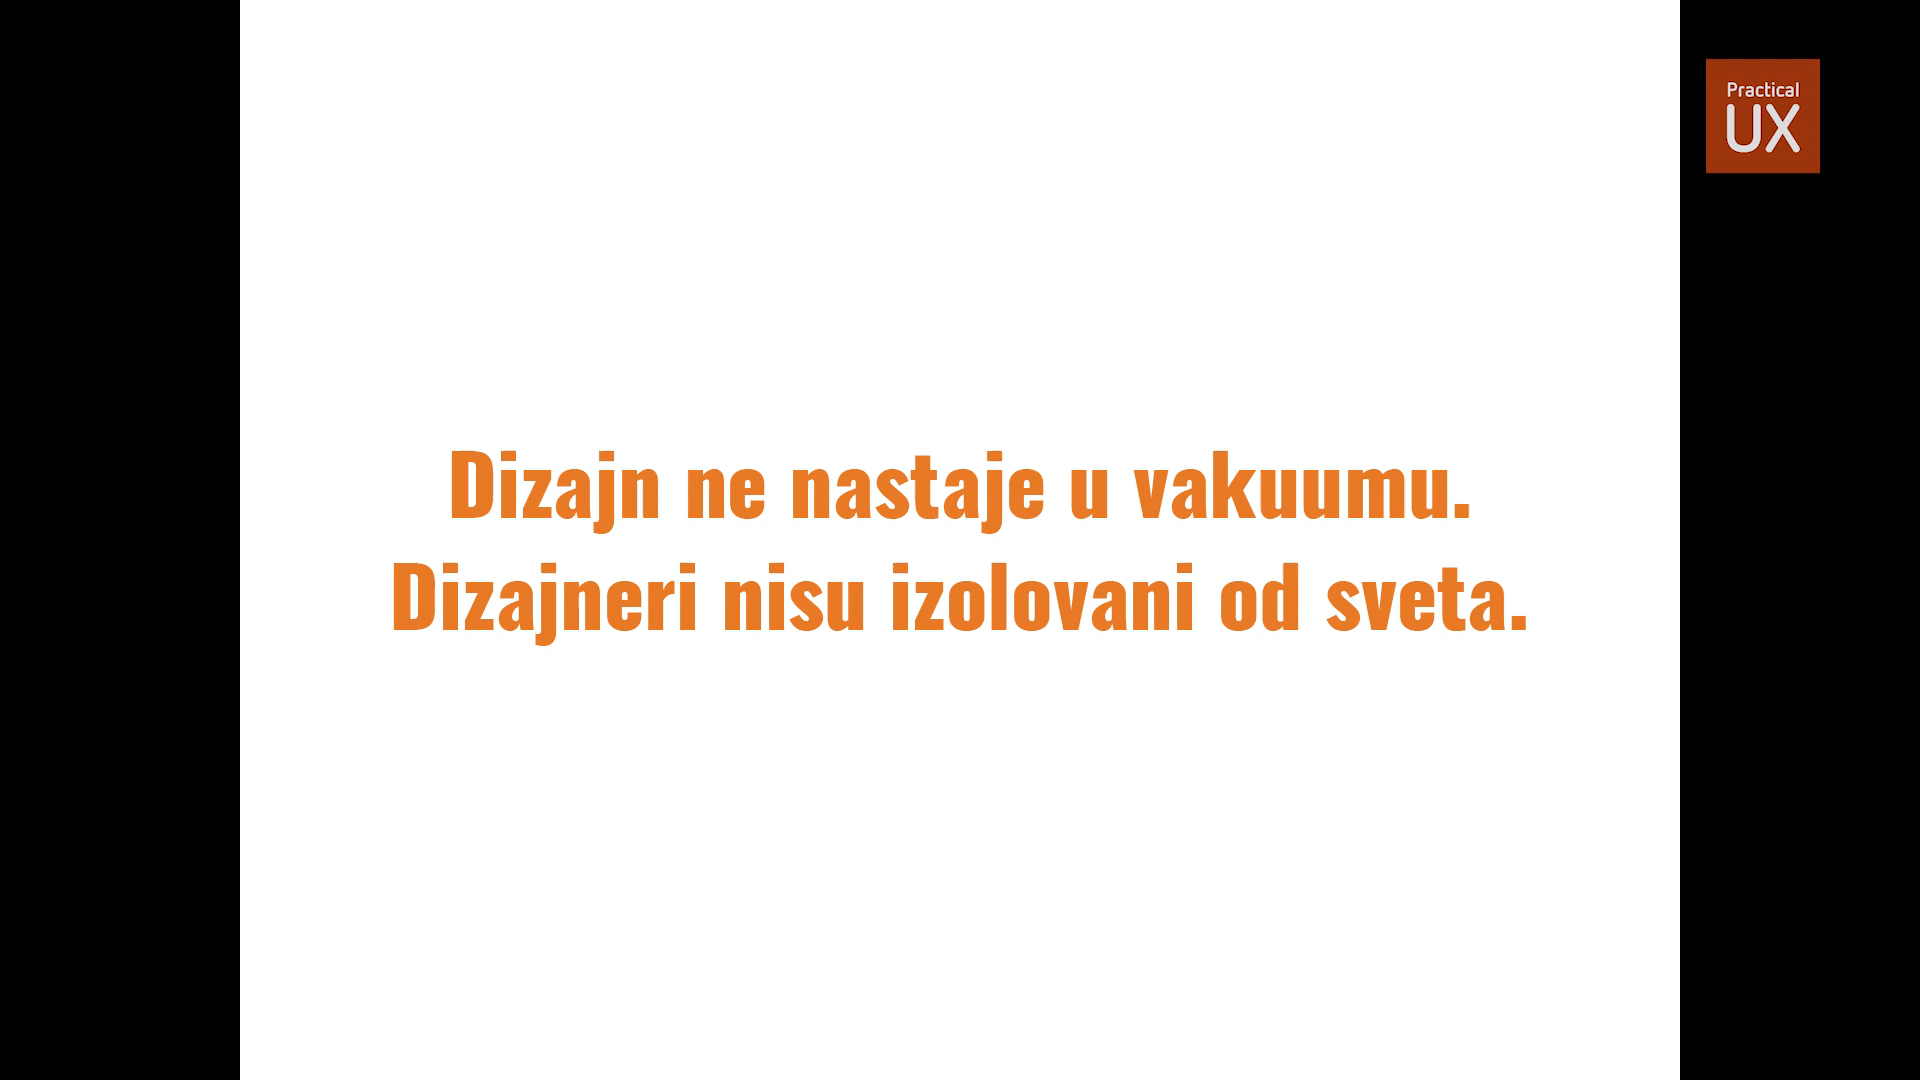 Practical
UX
Dizajn ne nastaje u vakuumu.
Dizajneri nisu izolovani od sveta.